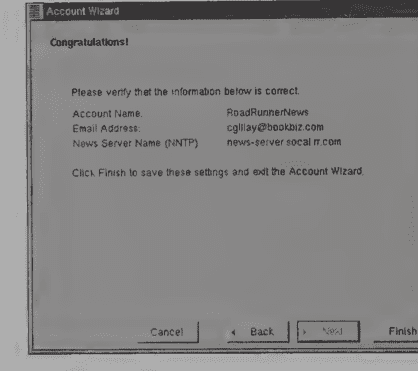 Account Wizard
Congratulations!
Please verify that the information below is correct.
Account Name: RoadRunnerNews
Email Address: cgillay@bookbiz.com
News Server Name (NNTP) news-server.socal.rr.com
Click Finish to save these settings and exit the Account Wizard.
Cancel Back Next Finish